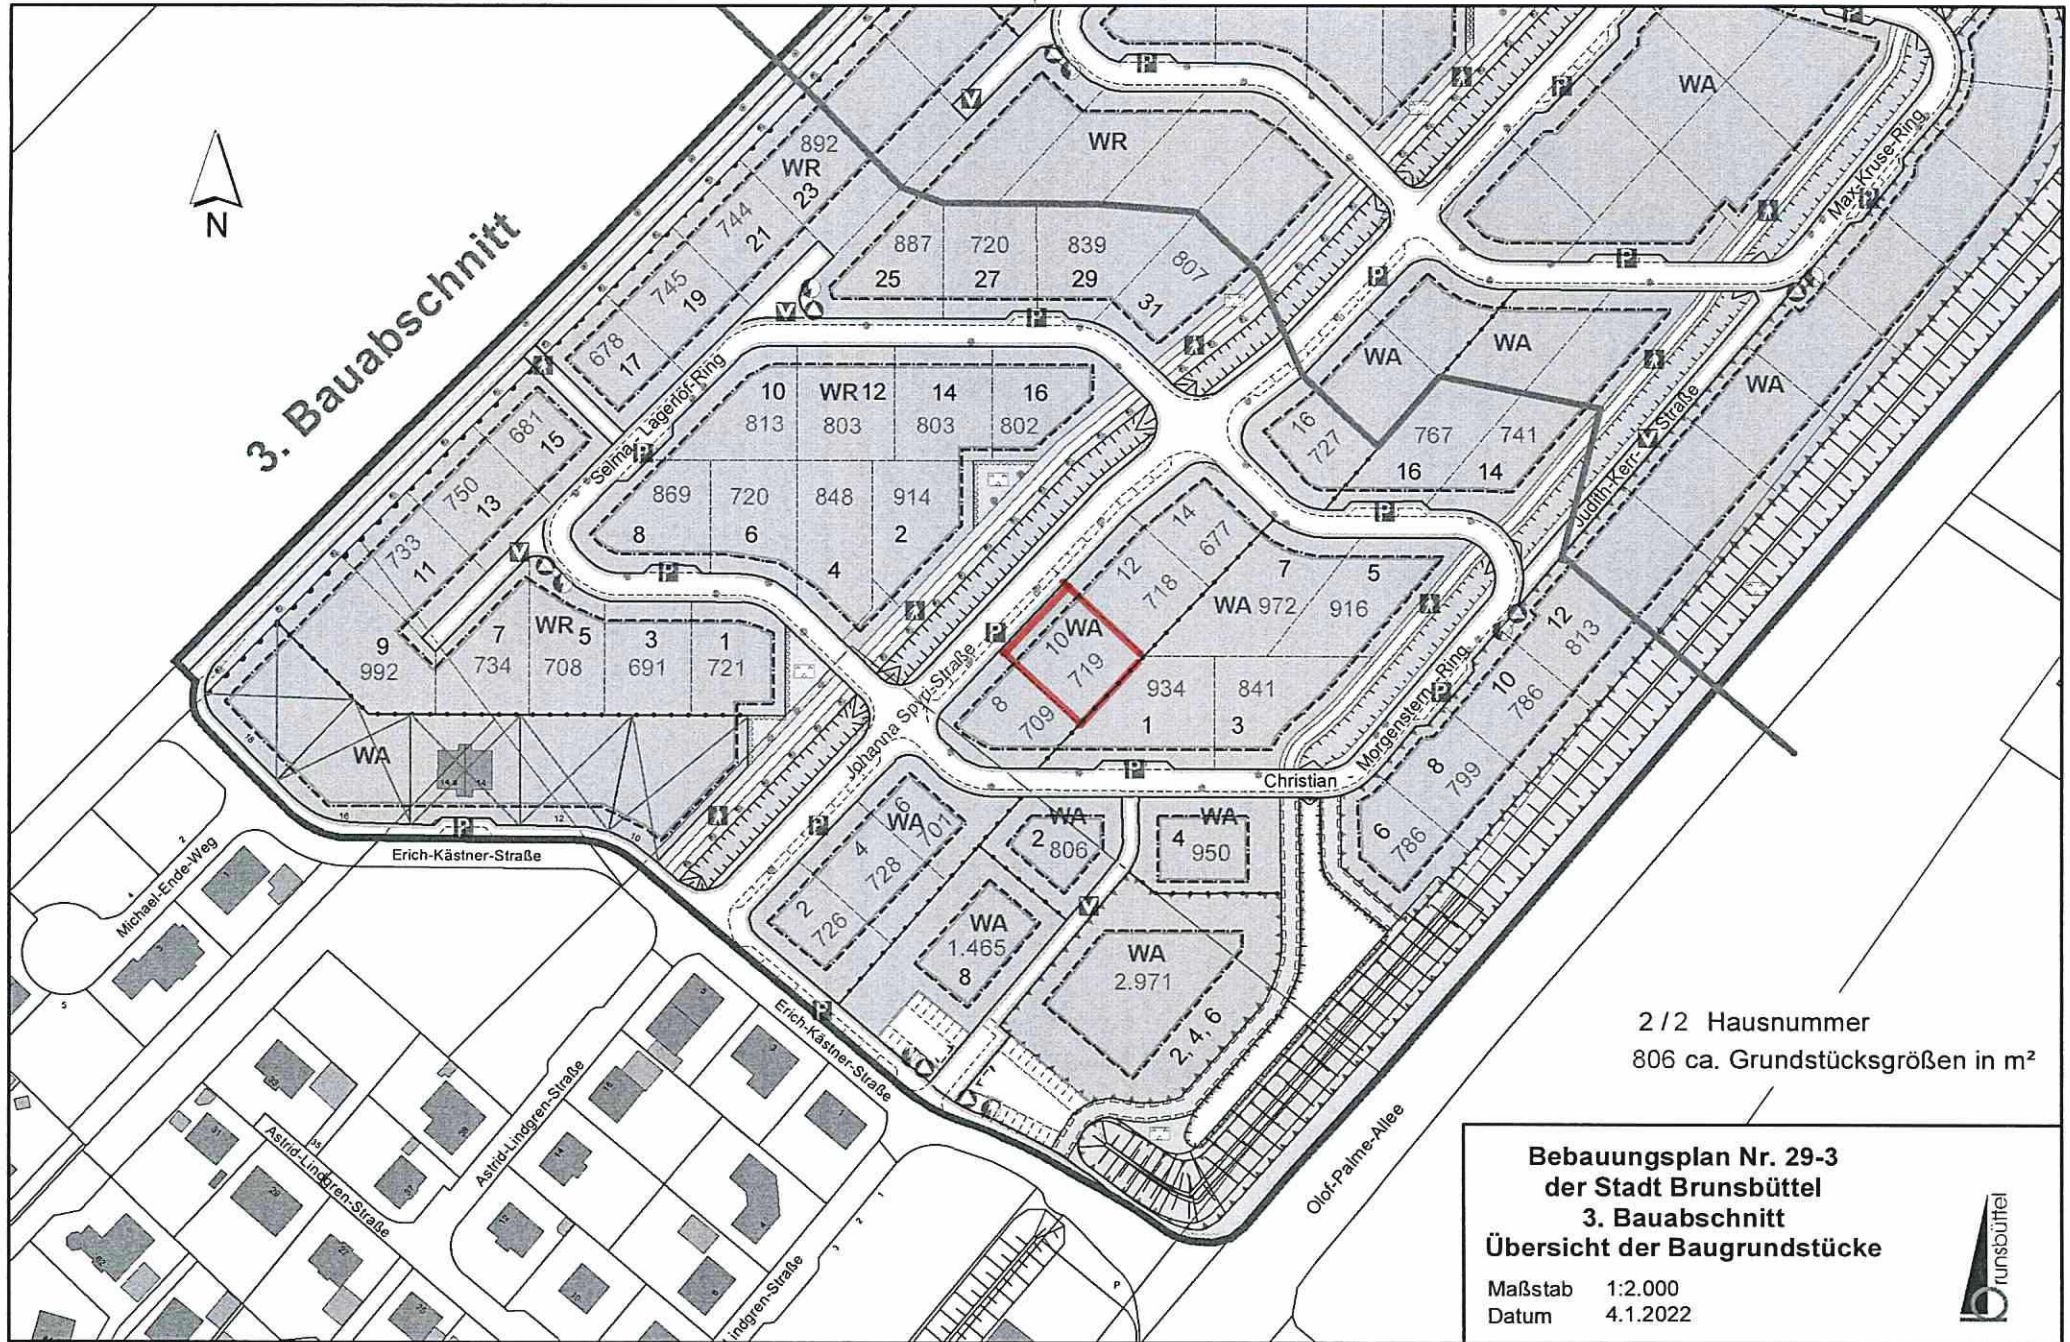 N
3. Bauabschnitt
892
WR
23
744
21
745
19
678
17
WR
WA
887
720
839
807
25
27
29
31
WA
WA
WA
16
727
767
741
16
14
10
WR 12
14
16
813
803
803
802
681
15
750
13
733
11
869
720
848
914
8
6
2
4
Selma - Lagerlöf-Ring
Max-Kruse-Ring
Judith-Kerr-Straße
14
677
12
718
7
5
WA 972
916
10
WA
719
8
709
934
841
1
3
9
992
7
WR 5
3
1
734
708
691
721
WA
14 a
14
18
16
12
10
12
813
10
786
8
799
6
786
Johanna Spyri-Straße
Christian - Morgenstern - Ring
6
WA
701
4
728
2
726
WA
2 806
WA
4 950
WA
1.465
8
WA
2.971
2, 4, 6
P
V
Erich-Kästner-Straße
Michael-Ende-Weg
Erich-Kästner-Straße
Astrid-Lindgren-Straße
Astrid-Lindgren-Straße
Lindgren-Straße
Olof-Palme-Allee
2 / 2 Hausnummer
806 ca. Grundstücksgrößen in m²
Bebauungsplan Nr. 29-3
der Stadt Brunsbüttel
3. Bauabschnitt
Übersicht der Baugrundstücke
Maßstab 1:2.000
Datum 4.1.2022
Brunsbüttel